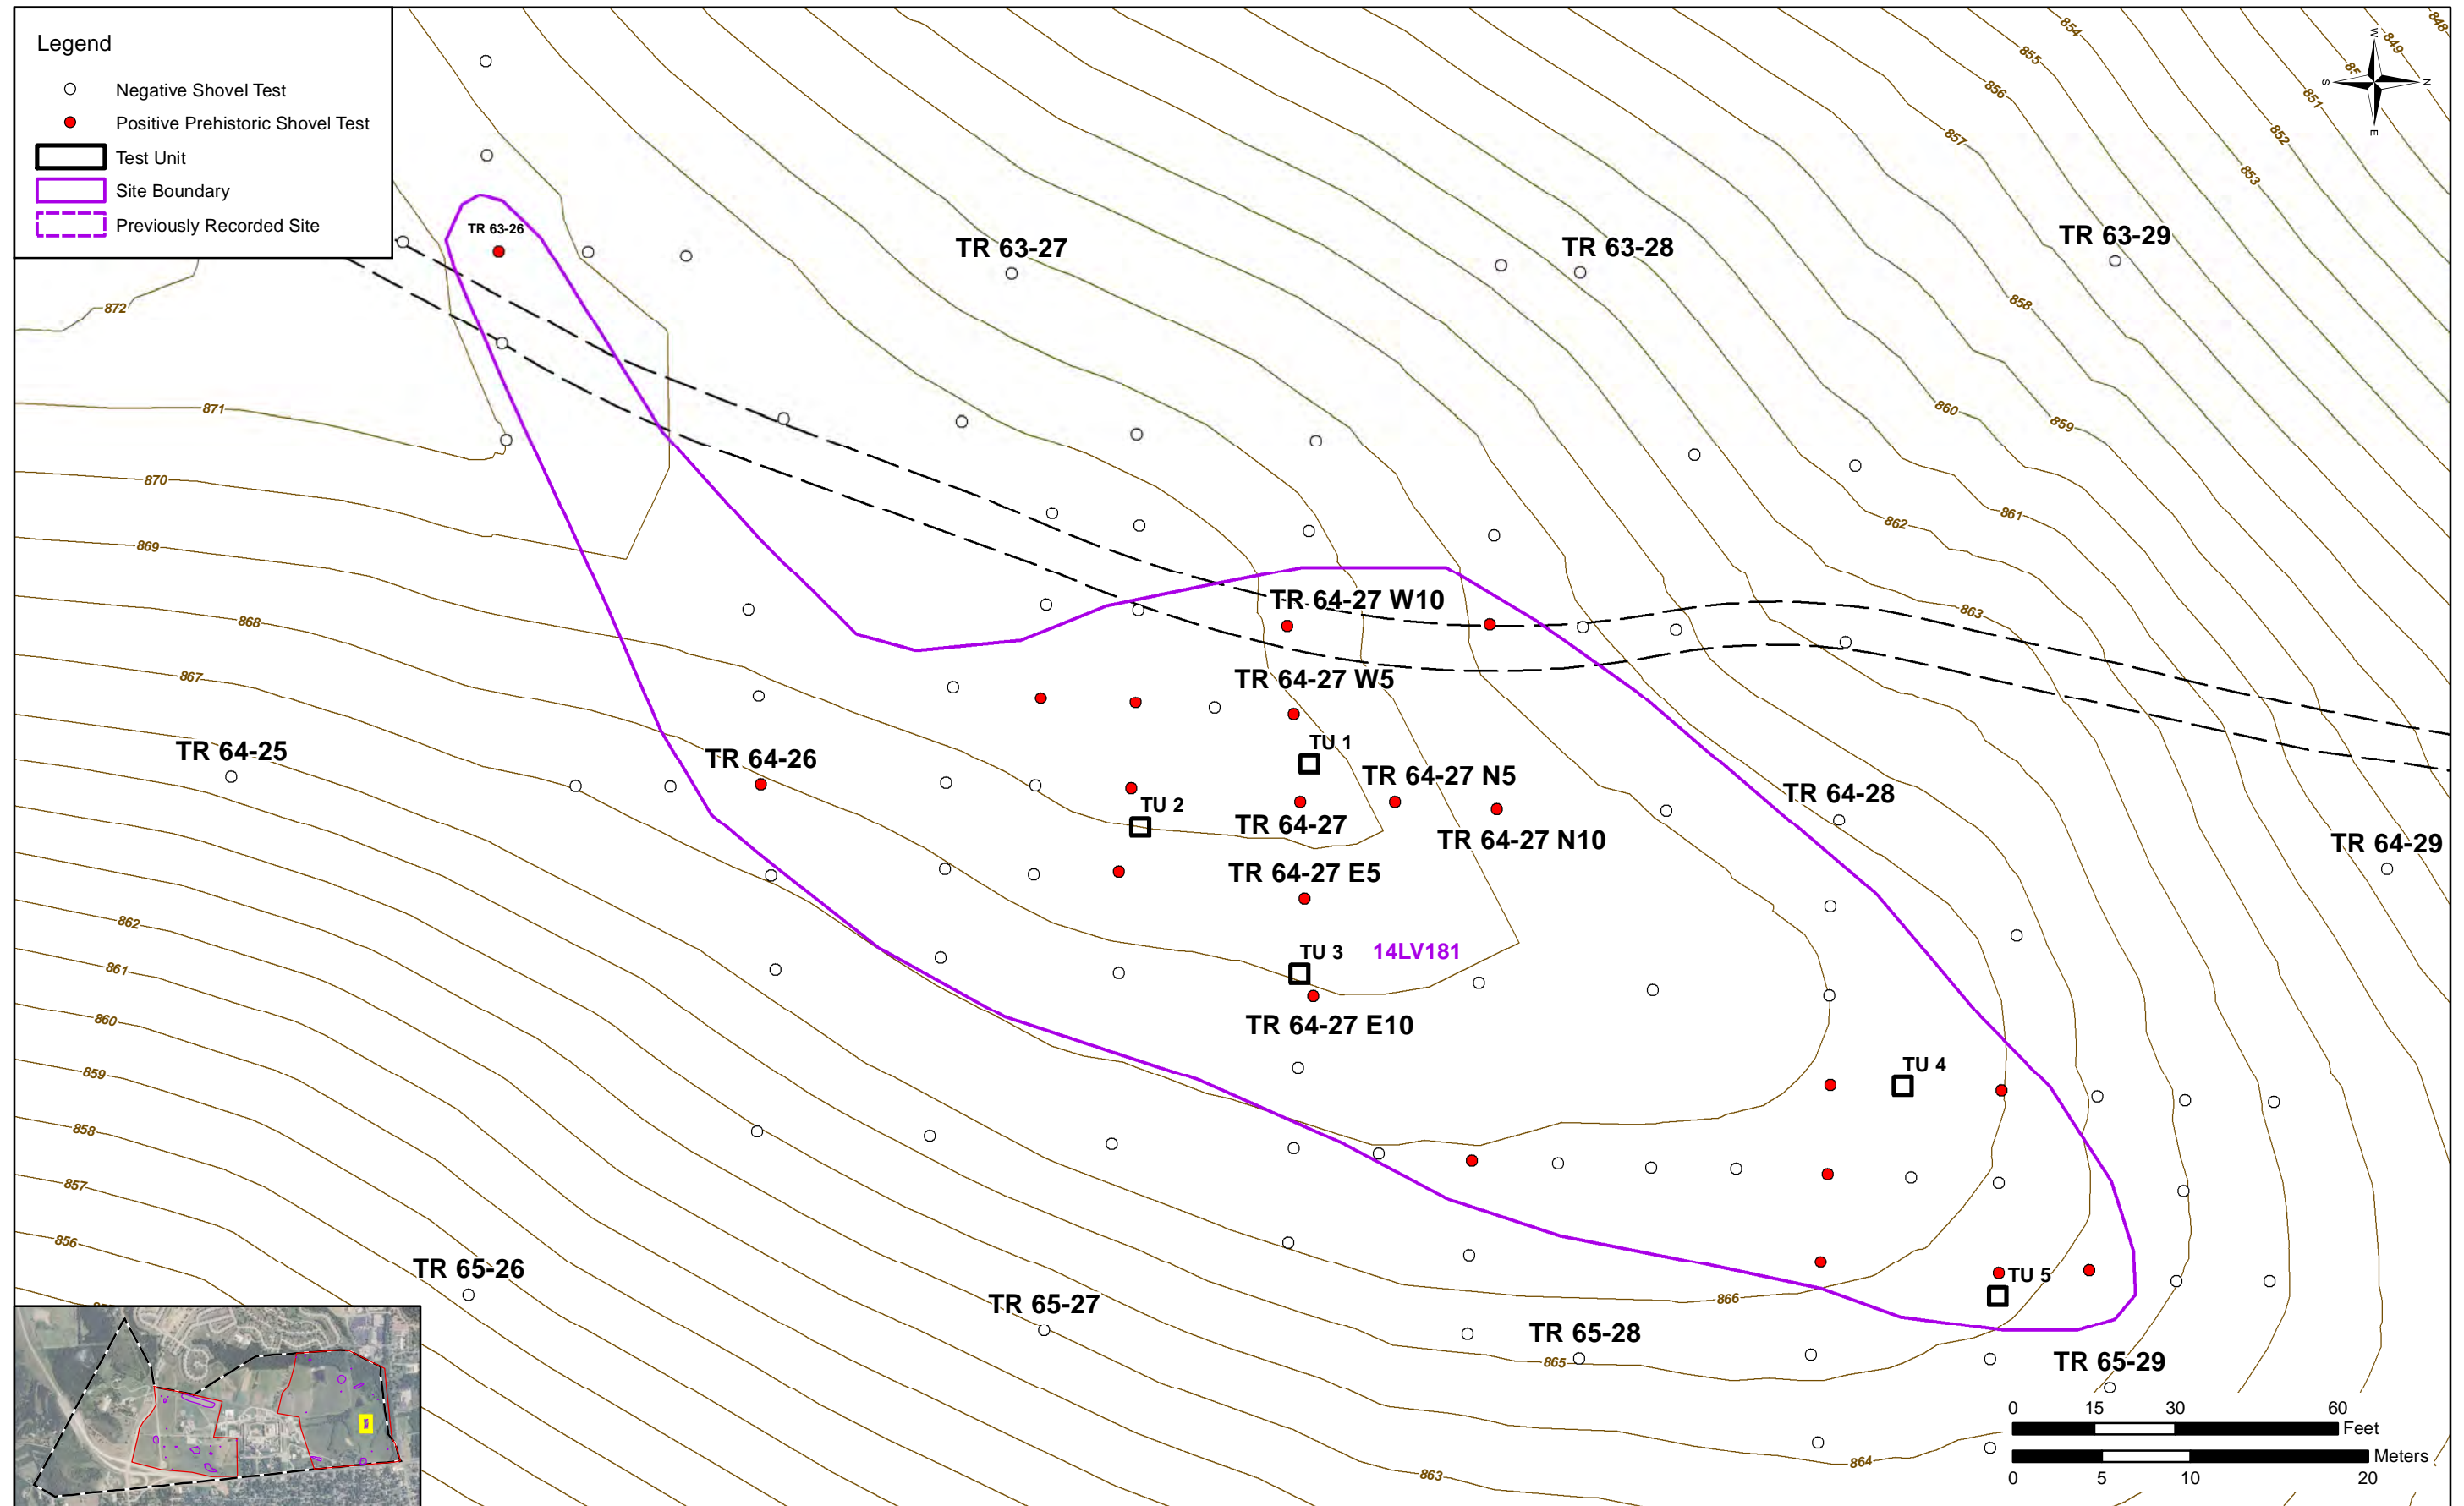 Legend
Negative Shovel Test
Positive Prehistoric Shovel Test
Test Unit
Site Boundary
Previously Recorded Site
W
S
N
E
848
849
851
852
853
854
855
856
857
858
859
860
861
862
863
TR 63-26
TR 63-27
TR 63-28
TR 63-29
872
871
870
869
868
867
TR 64-27 W10
TR 64-27 W5
TR 64-25
TR 64-26
TU 1
TR 64-27 N5
TU 2
TR 64-27
TR 64-27 N10
TR 64-28
TR 64-29
TR 64-27 E5
TU 3
14LV181
TR 64-27 E10
TU 4
862
861
860
859
858
857
856
TR 65-26
TR 65-27
TU 5
866
TR 65-28
865
TR 65-29
864
863
0 15 30 60
Feet
Meters
0 5 10 20